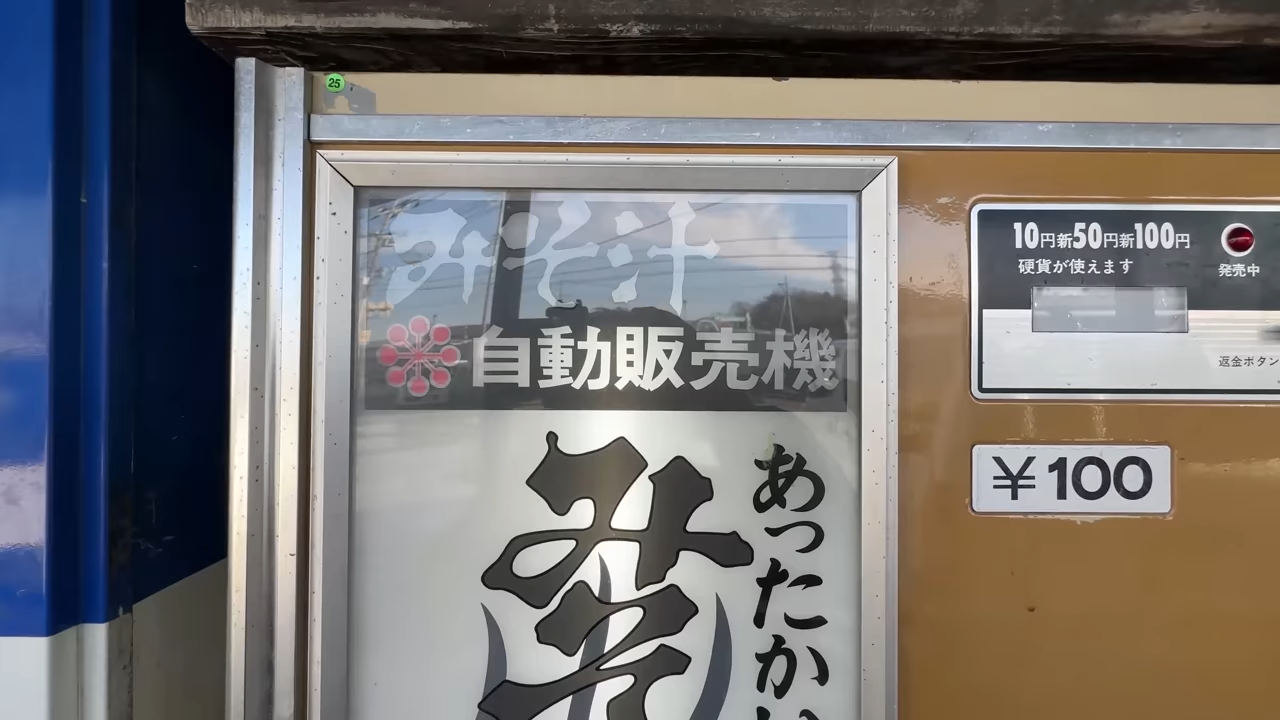 25
みそ汁
自動販売機
みそ
あったかい
10円新50円新100円
硬貨が使えます
発売中
返金ボタン
¥100